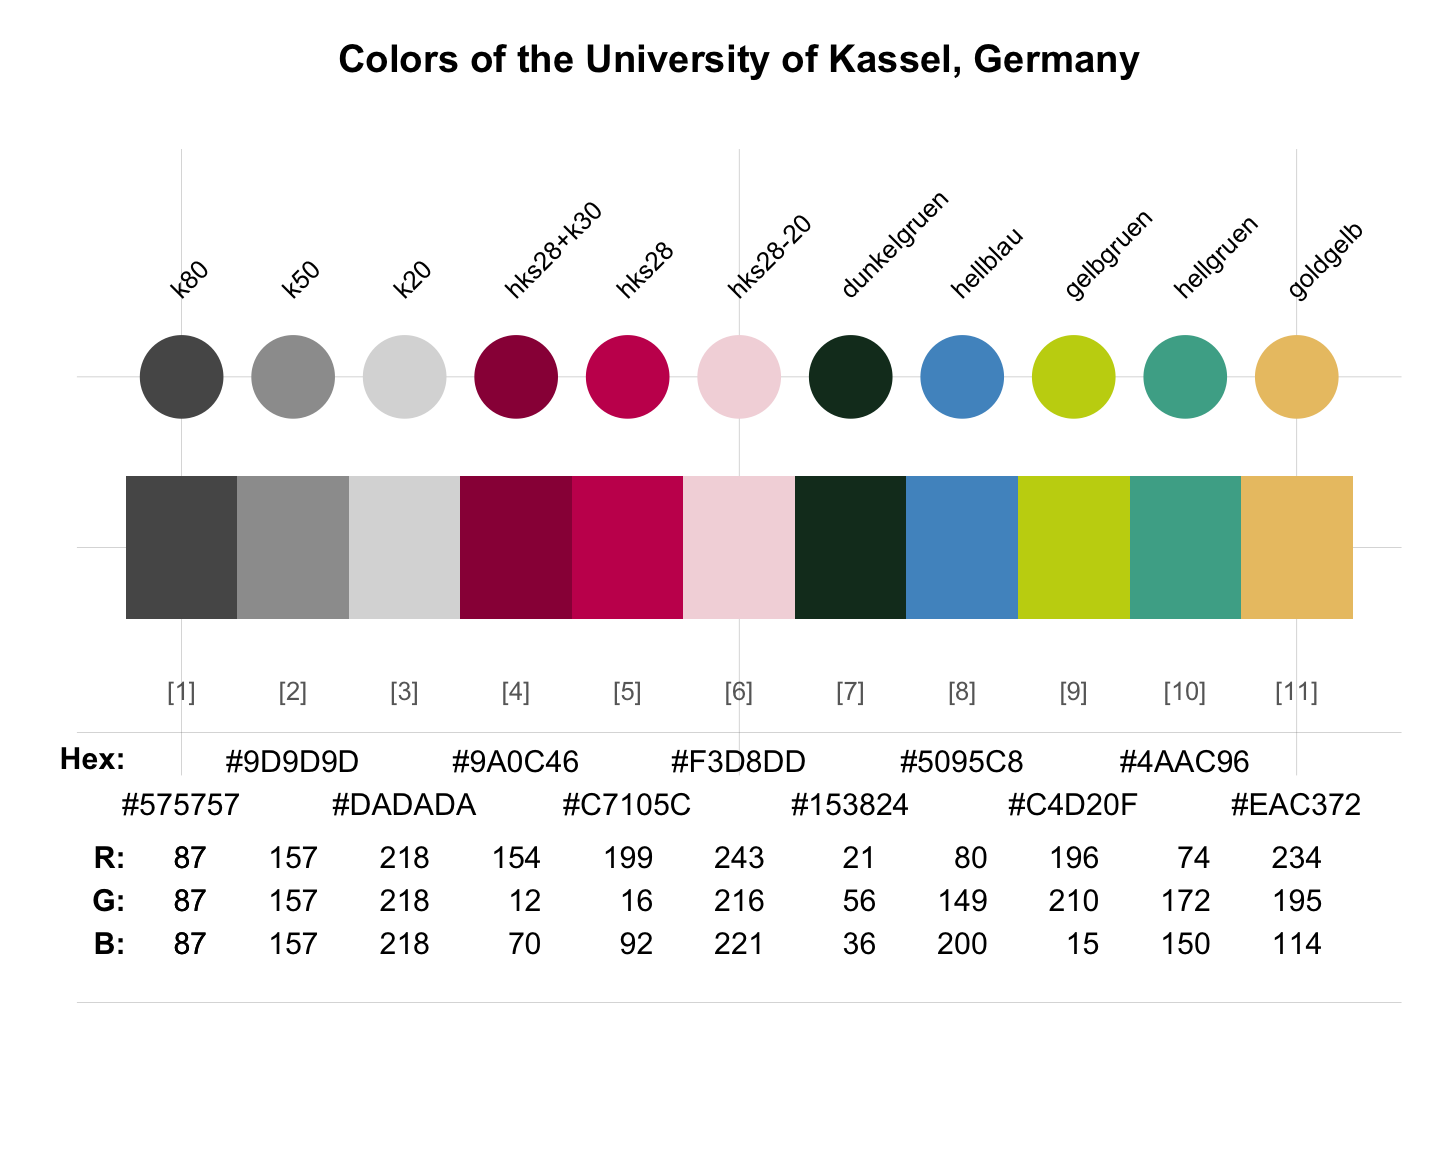 Colors of the University of Kassel, Germany
k80 k50 k20 hks28+k30 hks28 hks28-20 dunkelgruen hellblau gelbgruen hellgruen goldgelb
[1] [2] [3] [4] [5] [6] [7] [8] [9] [10] [11]
Hex: #9D9D9D #9A0C46 #F3D8DD #5095C8 #4AAC96
#575757 #DADADA #C7105C #153824 #C4D20F #EAC372
R: 87 157 218 154 199 243 21 80 196 74 234
G: 87 157 218 12 16 216 56 149 210 172 195
B: 87 157 218 70 92 221 36 200 15 150 114